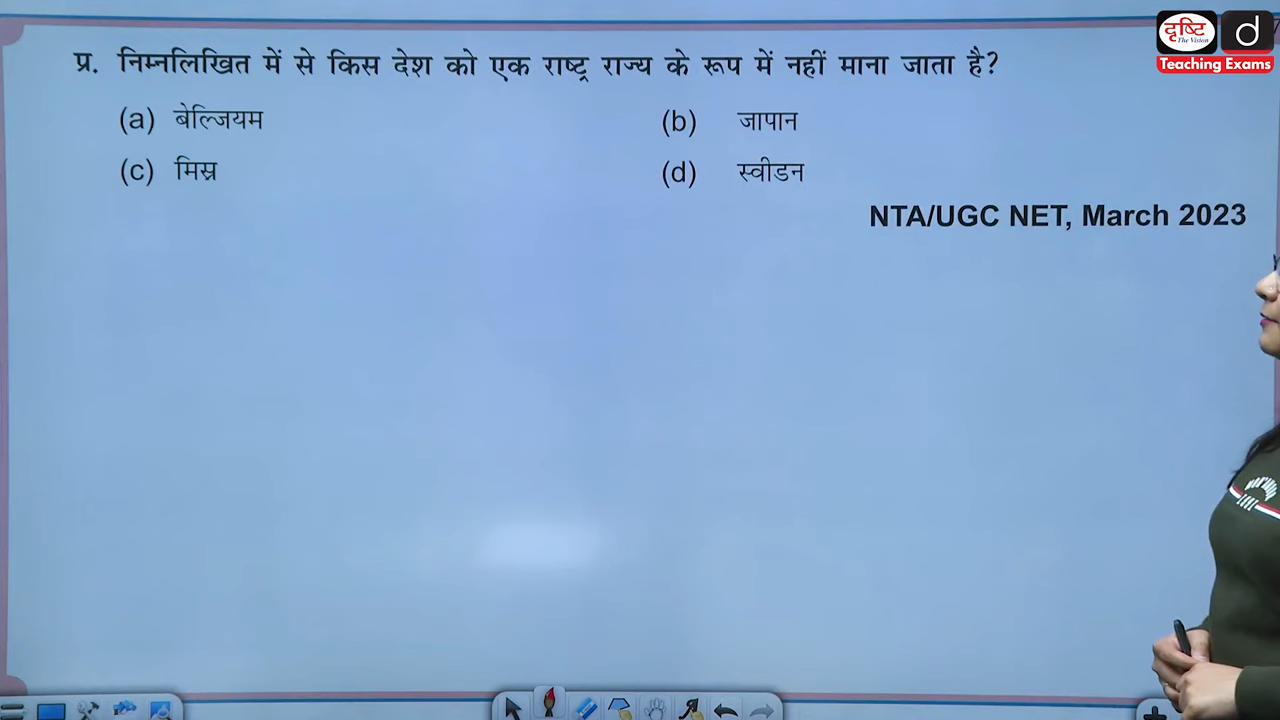 दृष्टि
The Vision
d
Teaching Exams
प्र. निम्नलिखित में से किस देश को एक राष्ट्र राज्य के रूप में नहीं माना जाता है?
(a) बेल्जियम (b) जापान
(c) मिस्र (d) स्वीडन
NTA/UGC NET, March 2023